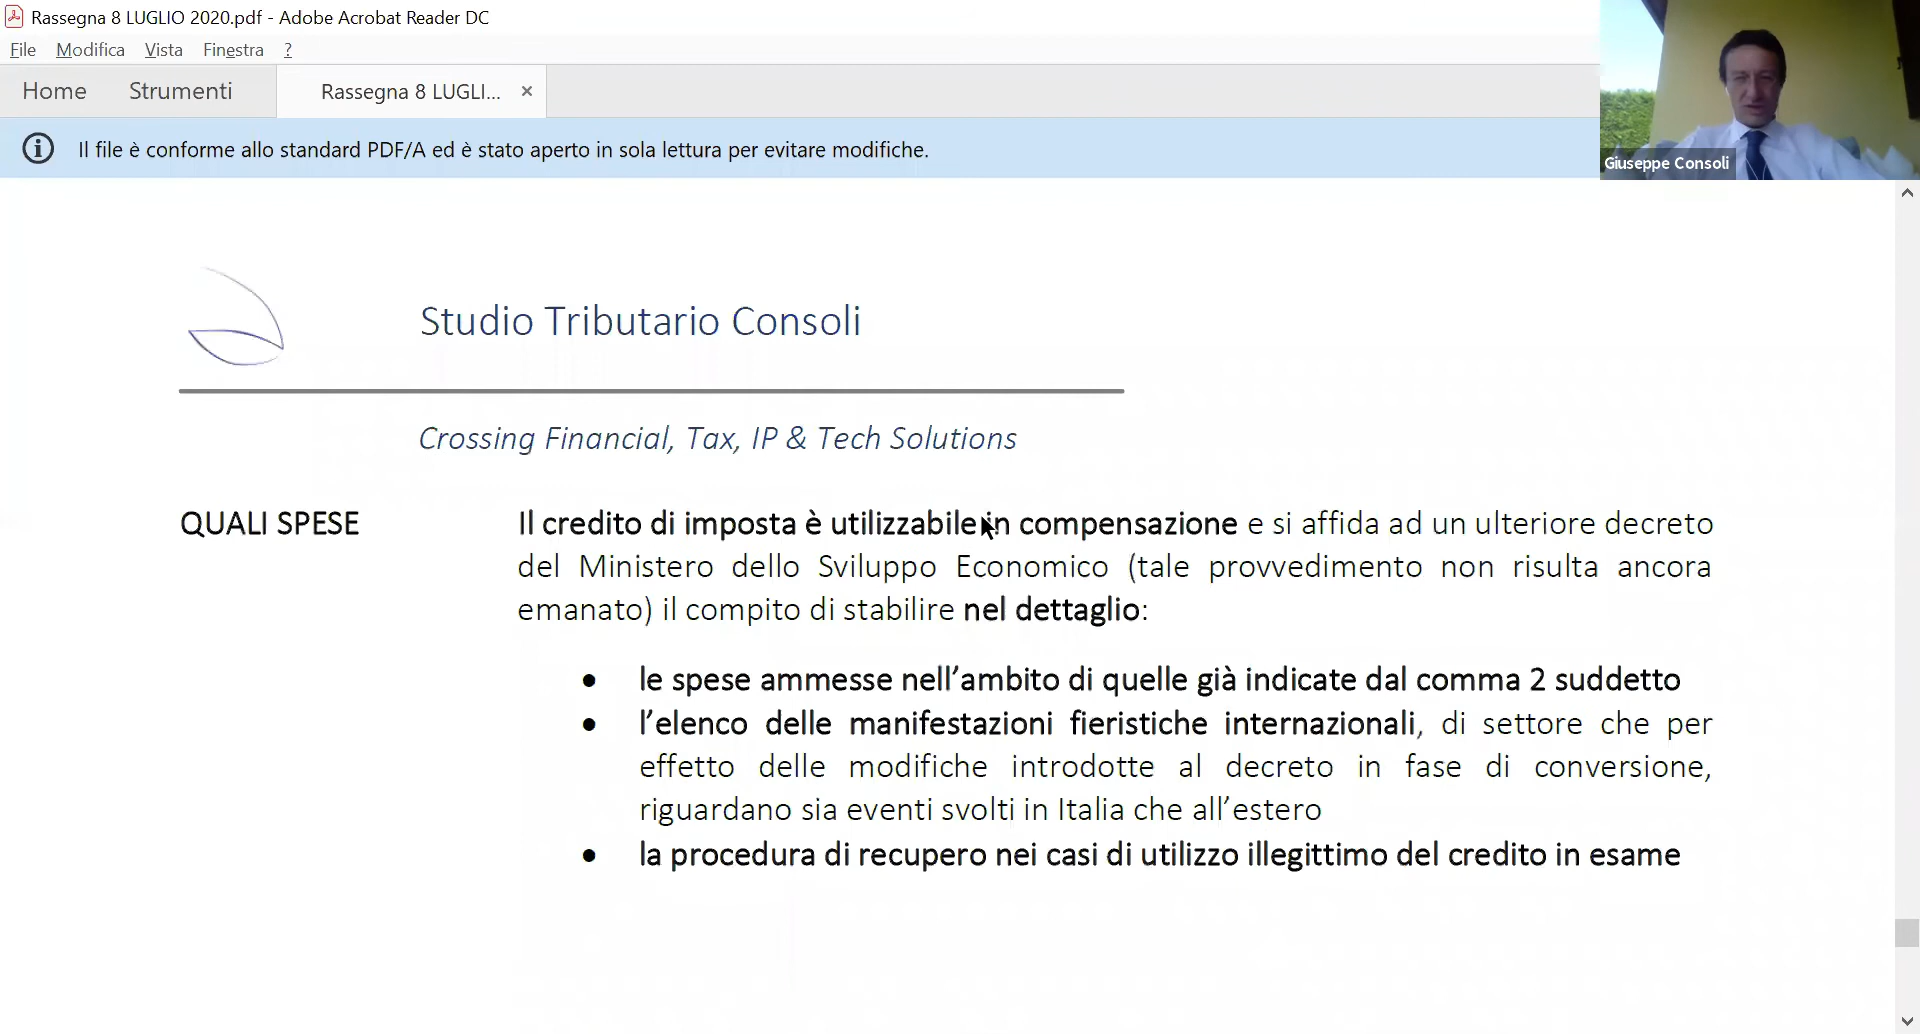 Rassegna 8 LUGLIO 2020.pdf - Adobe Acrobat Reader DC
File Modifica Vista Finestra ?
Home Strumenti Rassegna 8 LUGLI... ×
Il file è conforme allo standard PDF/A ed è stato aperto in sola lettura per evitare modifiche.
Giuseppe Consoli
Studio Tributario Consoli
Crossing Financial, Tax, IP & Tech Solutions
QUALI SPESE
Il credito di imposta è utilizzabile in compensazione e si affida ad un ulteriore decreto
del Ministero dello Sviluppo Economico (tale provvedimento non risulta ancora
emanato) il compito di stabilire nel dettaglio:
• le spese ammesse nell’ambito di quelle già indicate dal comma 2 suddetto
• l’elenco delle manifestazioni fieristiche internazionali, di settore che per
effetto delle modifiche introdotte al decreto in fase di conversione,
riguardano sia eventi svolti in Italia che all’estero
• la procedura di recupero nei casi di utilizzo illegittimo del credito in esame